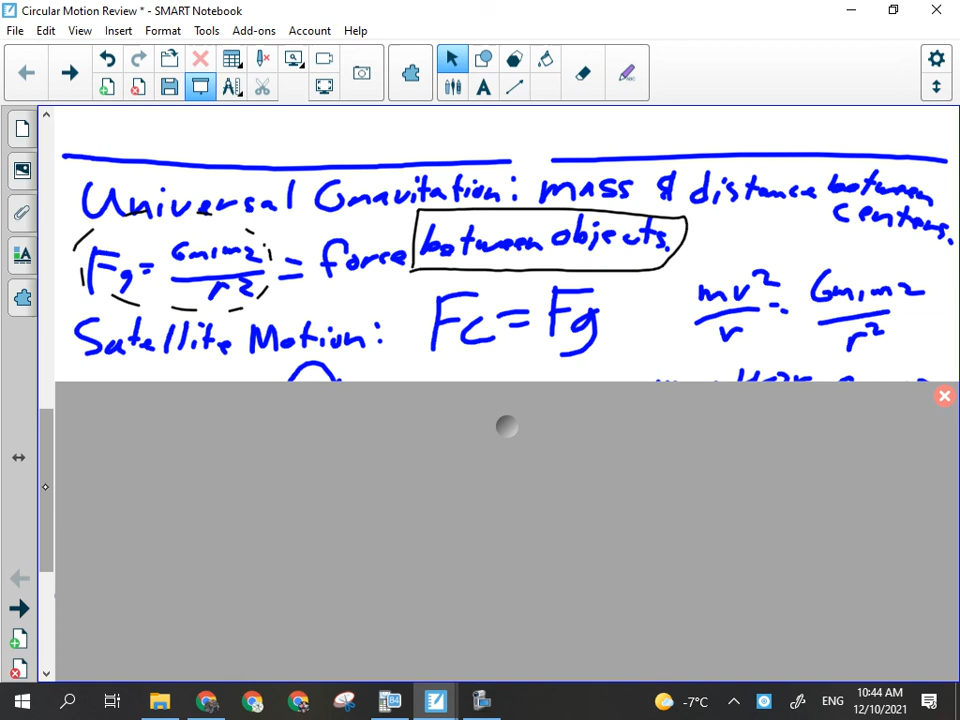 Circular Motion Review * - SMART Notebook
File Edit View Insert Format Tools Add-ons Account Help
Universal Gravitation: mass & distance between
centers.
Fg = Gm1m2 / r2 = force between objects.
Satellite Motion: Fc = Fg mv2 / r = Gm1m2 / r2
-7°C ENG 10:44 AM
12/10/2021